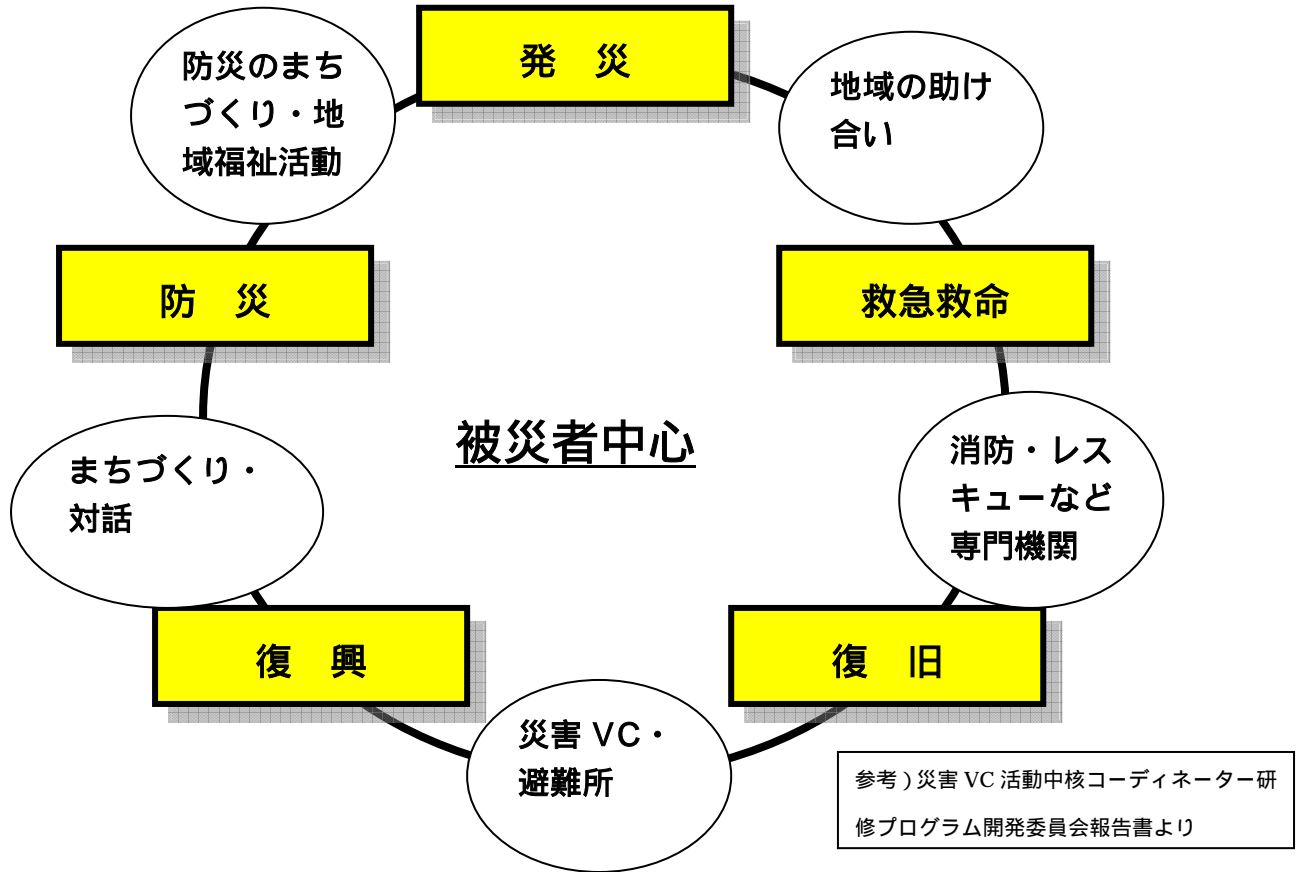 発　災
地域の助け
合い
救急救命
消防・レス
キューなど
専門機関
復　旧
災害 VC・
避難所
復　興
まちづくり・
対話
防　災
防災のまち
づくり・地
域福祉活動
被災者中心
参考）災害 VC 活動中核コーディネーター研
修プログラム開発委員会報告書より